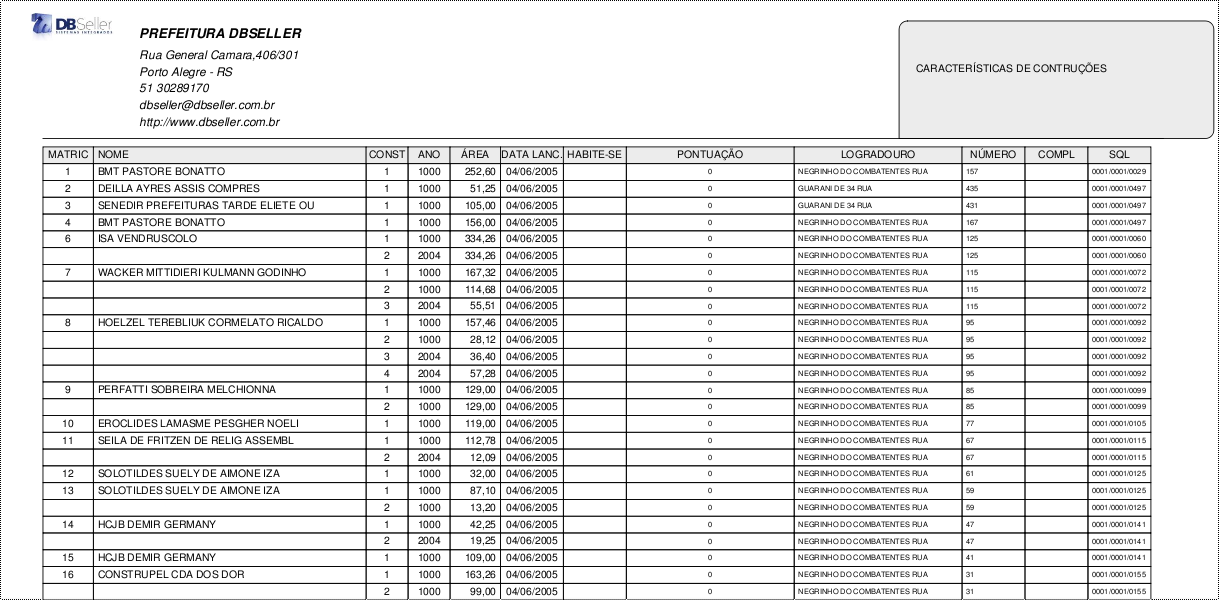 DBSeller
SISTEMAS INTEGRADOS
PREFEITURA DBSELLER
Rua General Camara,406/301
Porto Alegre - RS
51 30289170
dbseller@dbseller.com.br
http://www.dbseller.com.br
CARACTERÍSTICAS DE CONTRUÇÕES
MATRIC NOME CONST ANO ÁREA DATA LANC. HABITE-SE PONTUAÇÃO LOGRADOURO NÚMERO COMPL SQL
1 BMT PASTORE BONATTO 1 1000 252,60 04/06/2005 0 NEGRINHO DO COMBATENTES RUA 157 0001/0001/0029
2 DEILLA AYRES ASSIS COMPRES 1 1000 51,25 04/06/2005 0 GUARANI DE 34 RUA 435 0001/0001/0497
3 SENEDIR PREFEITURAS TARDE ELIETE OU 1 1000 105,00 04/06/2005 0 GUARANI DE 34 RUA 431 0001/0001/0497
4 BMT PASTORE BONATTO 1 1000 156,00 04/06/2005 0 NEGRINHO DO COMBATENTES RUA 167 0001/0001/0497
6 ISA VENDRUSCOLO 1 1000 334,26 04/06/2005 0 NEGRINHO DO COMBATENTES RUA 125 0001/0001/0060
2 2004 334,26 04/06/2005 0 NEGRINHO DO COMBATENTES RUA 125 0001/0001/0060
7 WACKER MITTIDIERI KULMANN GODINHO 1 1000 167,32 04/06/2005 0 NEGRINHO DO COMBATENTES RUA 115 0001/0001/0072
2 1000 114,68 04/06/2005 0 NEGRINHO DO COMBATENTES RUA 115 0001/0001/0072
3 2004 55,51 04/06/2005 0 NEGRINHO DO COMBATENTES RUA 115 0001/0001/0072
8 HOELZEL TEREBLIUK CORMELATO RICALDO 1 1000 157,46 04/06/2005 0 NEGRINHO DO COMBATENTES RUA 95 0001/0001/0092
2 1000 28,12 04/06/2005 0 NEGRINHO DO COMBATENTES RUA 95 0001/0001/0092
3 2004 36,40 04/06/2005 0 NEGRINHO DO COMBATENTES RUA 95 0001/0001/0092
4 2004 57,28 04/06/2005 0 NEGRINHO DO COMBATENTES RUA 95 0001/0001/0092
9 PERFATTI SOBREIRA MELCHIONNA 1 1000 129,00 04/06/2005 0 NEGRINHO DO COMBATENTES RUA 85 0001/0001/0099
2 1000 129,00 04/06/2005 0 NEGRINHO DO COMBATENTES RUA 85 0001/0001/0099
10 EROCLIDES LAMASME PESGHER NOELI 1 1000 119,00 04/06/2005 0 NEGRINHO DO COMBATENTES RUA 77 0001/0001/0105
11 SEILA DE FRITZEN DE RELIG ASSEMBL 1 1000 112,78 04/06/2005 0 NEGRINHO DO COMBATENTES RUA 67 0001/0001/0115
2 2004 12,09 04/06/2005 0 NEGRINHO DO COMBATENTES RUA 67 0001/0001/0115
12 SOLOTILDES SUELY DE AIMONE IZA 1 1000 32,00 04/06/2005 0 NEGRINHO DO COMBATENTES RUA 61 0001/0001/0125
13 SOLOTILDES SUELY DE AIMONE IZA 1 1000 87,10 04/06/2005 0 NEGRINHO DO COMBATENTES RUA 59 0001/0001/0125
2 1000 13,20 04/06/2005 0 NEGRINHO DO COMBATENTES RUA 59 0001/0001/0125
14 HCJB DEMIR GERMANY 1 1000 42,25 04/06/2005 0 NEGRINHO DO COMBATENTES RUA 47 0001/0001/0141
2 2004 19,25 04/06/2005 0 NEGRINHO DO COMBATENTES RUA 47 0001/0001/0141
15 HCJB DEMIR GERMANY 1 1000 109,00 04/06/2005 0 NEGRINHO DO COMBATENTES RUA 41 0001/0001/0141
16 CONSTRUPEL CDA DOS DOR 1 1000 163,26 04/06/2005 0 NEGRINHO DO COMBATENTES RUA 31 0001/0001/0155
2 1000 99,00 04/06/2005 0 NEGRINHO DO COMBATENTES RUA 31 0001/0001/0155